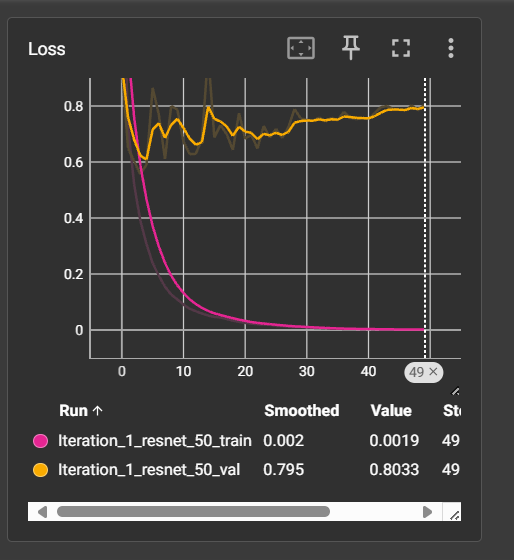 Loss
0.8
0.6
0.4
0.2
0
0 10 20 30 40 49 ×
Run ↑ Smoothed Value Ste
Iteration_1_resnet_50_train 0.002 0.0019 49
Iteration_1_resnet_50_val 0.795 0.8033 49